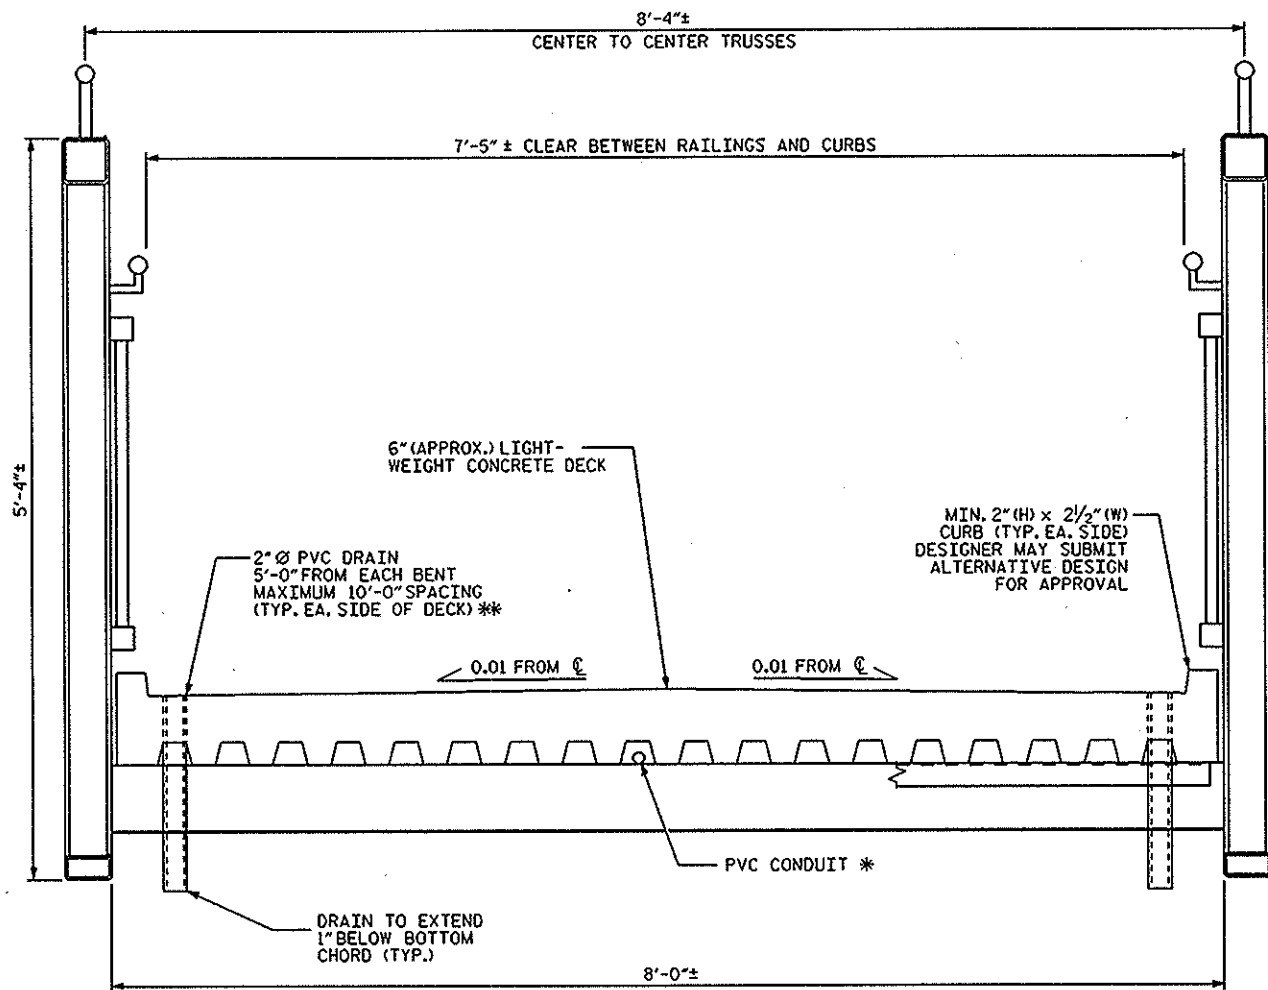 8'-4"±
CENTER TO CENTER TRUSSES
7'-5" ± CLEAR BETWEEN RAILINGS AND CURBS
5'-4"±
6" (APPROX.) LIGHT-
WEIGHT CONCRETE DECK
MIN. 2" (H) x 2 1/2" (W)
CURB (TYP. EA. SIDE)
DESIGNER MAY SUBMIT
ALTERNATIVE DESIGN
FOR APPROVAL
2" Ø PVC DRAIN
5'-0" FROM EACH BENT
MAXIMUM 10'-0" SPACING
(TYP. EA. SIDE OF DECK) **
0.01 FROM ℄
0.01 FROM ℄
PVC CONDUIT *
DRAIN TO EXTEND
1" BELOW BOTTOM
CHORD (TYP.)
8'-0"±